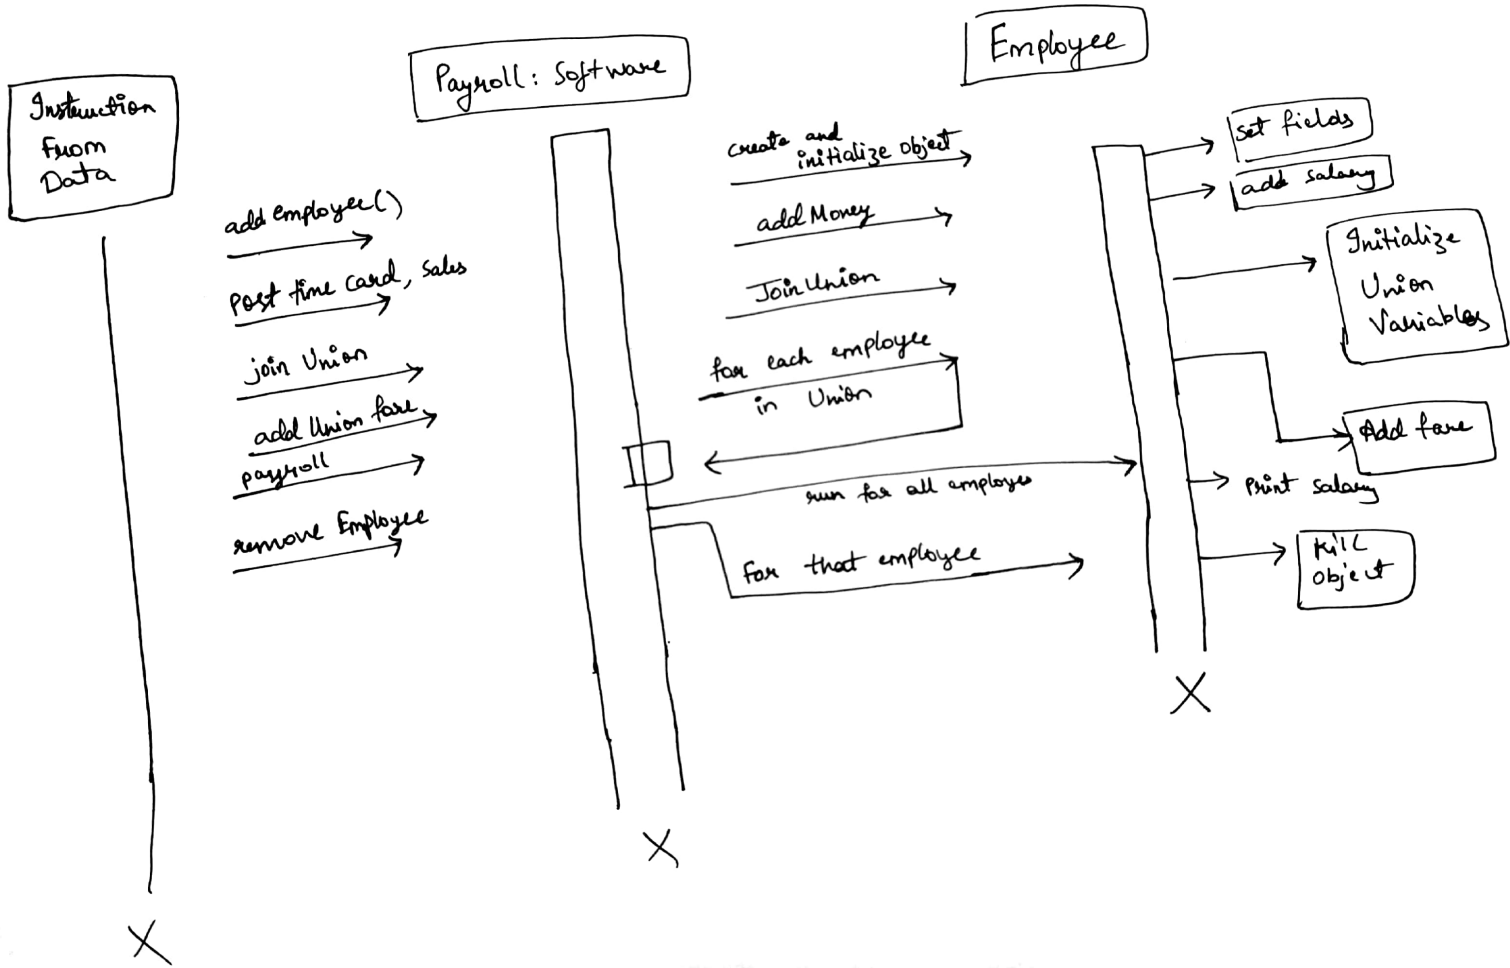 Instruction
From
Data
Payroll: Software
Employee
add employee()
Post time card, sales
join Union
add Union fare
payroll
remove Employee
create and
initialize object
add Money
Join Union
for each employee
in Union
run for all employes
for that employee
set fields
add salary
Initialize
Union
Variables
Add fare
Print salary
Kill
object
X
X
X